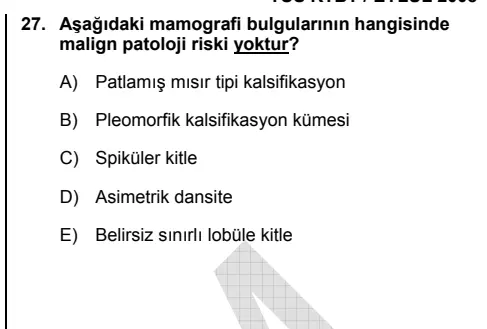 27. Aşağıdaki mamografi bulgularının hangisinde
malign patoloji riski yoktur?
A) Patlamış mısır tipi kalsifikasyon
B) Pleomorfik kalsifikasyon kümesi
C) Spiküler kitle
D) Asimetrik dansite
E) Belirsiz sınırlı lobüle kitle